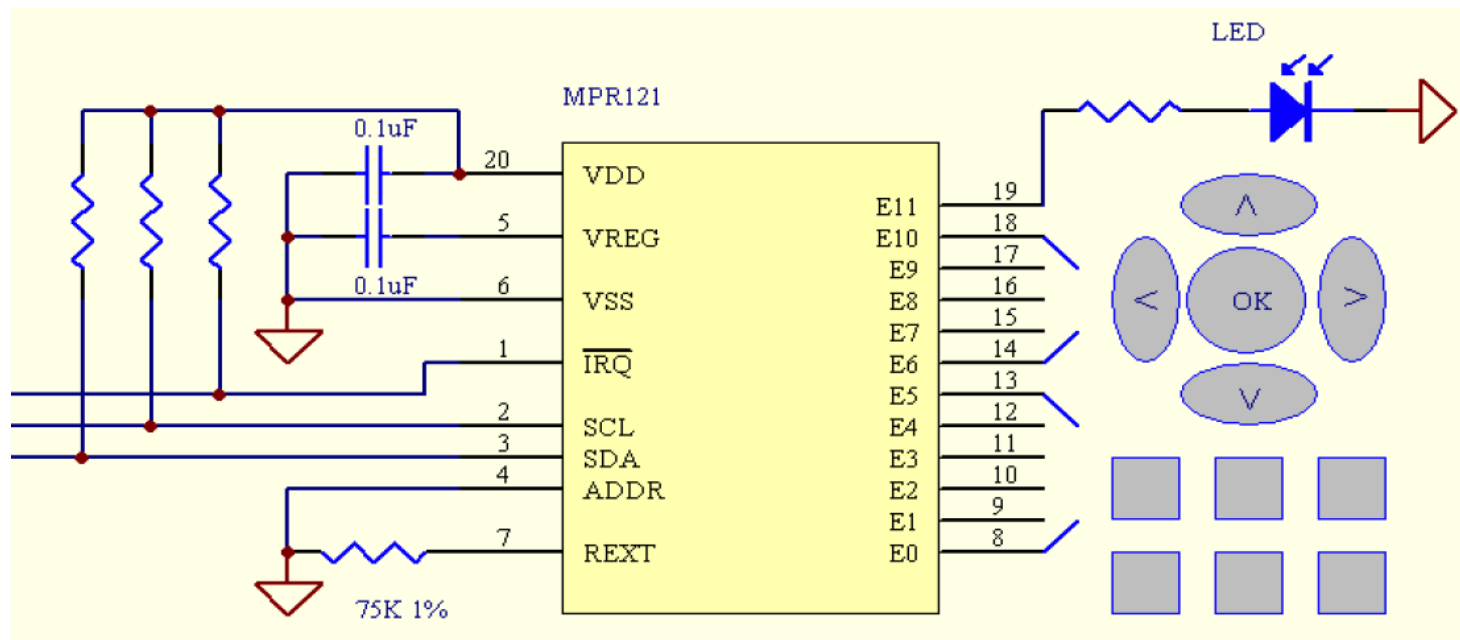 LED
MPR121
0.1uF
0.1uF
75K 1%
20 VDD
5 VREG
6 VSS
1 IRQ
2 SCL
3 SDA
4 ADDR
7 REXT
E11 19
E10 18
E9 17
E8 16
E7 15
E6 14
E5 13
E4 12
E3 11
E2 10
E1 9
E0 8
^
< OK >
v